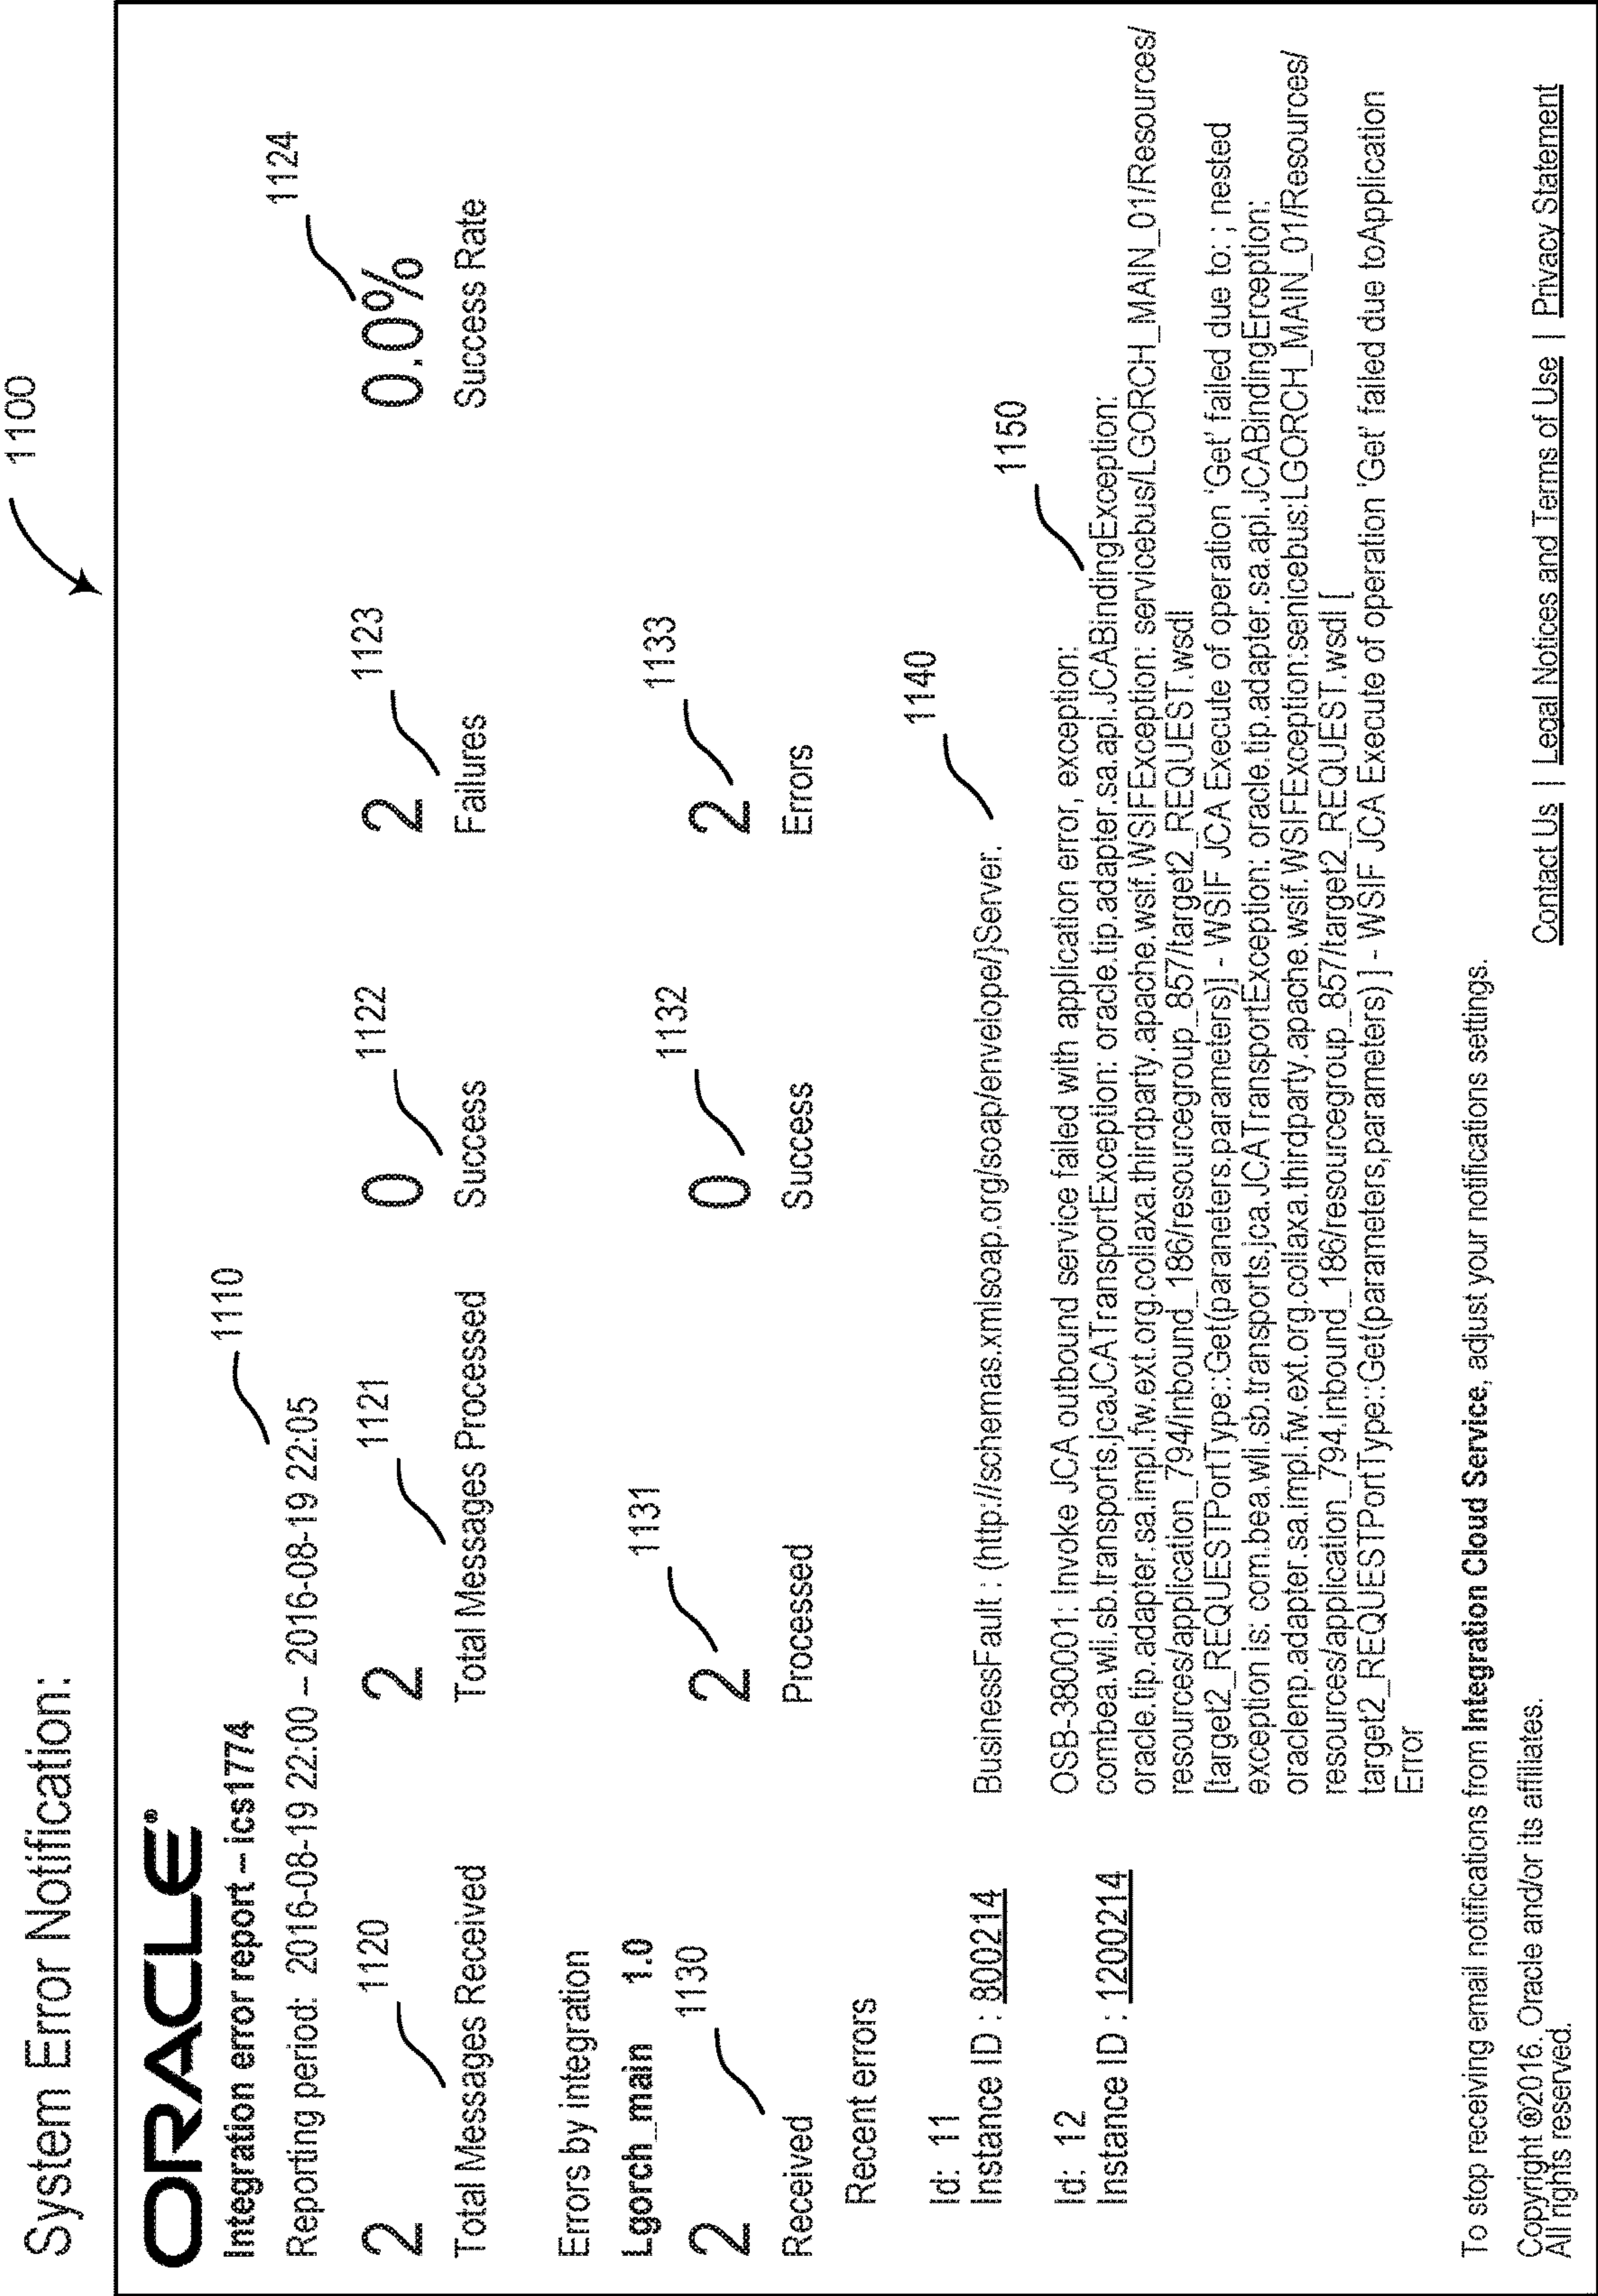 1100
System Error Notification:
ORACLE®
Integration error report – ics1774
1110
Reporting period: 2016-08-19 22:00 – 2016-08-19 22:05
1120 1121 1122 1123 1124
2 2 0 2 0.0%
Total Messages Received Total Messages Processed Success Failures Success Rate
Errors by integration
Lgorch_main 1.0
1130 1131 1132 1133
2 2 0 2
Received Processed Success Errors
Recent errors
1140
Id: 11
Instance ID : 800214 BusinessFault : (http://schemas.xmlsoap.org/soap/envelope/}Server.
1150
Id: 12
Instance ID : 1200214
OSB-380001: Invoke JCA outbound service failed with application error, exception:
combea.wli.sb.transports.jcaJCATransportException: oracle.tip.adapter.sa.api.JCABindingException:
oracle.tip.adapter.sa.impl.fw.ext.org.collaxa.thirdparty.apache.wsif.WSIFException: servicebus/LGORCH_MAIN_01/Resources/
resources/application_794/inbound_186/resourcegroup_857/target2_REQUEST.wsdl
[target2_REQUESTPortType::Get(paraneters,parameters)] - WSIF JCA Execute of operation 'Get' failed due to: ; nested
exception is: com.bea.wli.sb.transports.jca.JCATransportException: oracle.tip.adapter.sa.api.JCABindingErception:
oraclenp.adapter.sa.impl.fw.ext.org.collaxa.thirdparty.apache.wsif.WSIFException:senicebus:LGORCH_MAIN_01/Resources/
resources/application_794.inbound_186/resourcegroup_857/target2_REQUEST.wsdl [
target2_REQUESTPortType::Get(parameters,parameters) ] - WSIF JCA Execute of operation 'Get' failed due toApplication
Error
To stop receiving email notifications from Integration Cloud Service, adjust your notifications settings.
Contact Us | Legal Notices and Terms of Use | Privacy Statement
Copyright ®2016. Oracle and/or its affiliates.
All rights reserved.